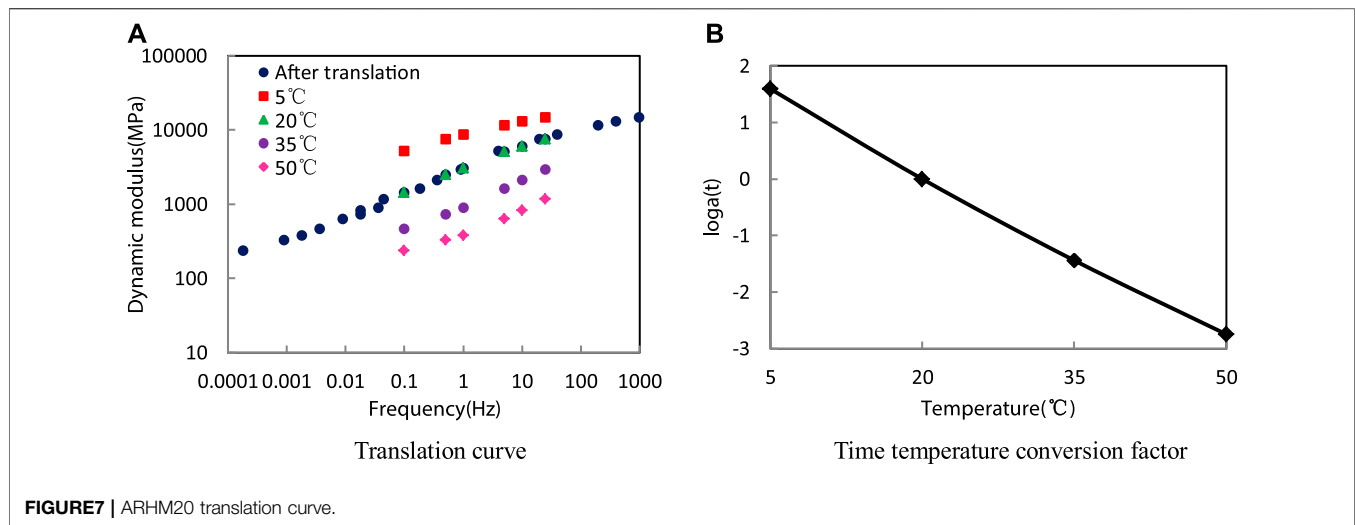 A
100000
10000
1000
100
10
Dynamic modulus(MPa)
After translation
5℃
20℃
35℃
50℃
0.0001 0.001 0.01 0.1 1 10 100 1000
Frequency(Hz)
Translation curve
B
2
1
0
-1
-2
-3
loga(t)
5 20 35 50
Temperature(℃)
Time temperature conversion factor
FIGURE7 | ARHM20 translation curve.